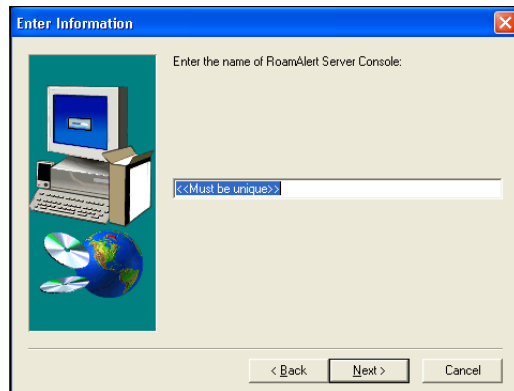 Enter Information
Enter the name of RoamAlert Server Console:
<<Must be unique>>
< Back
Next >
Cancel